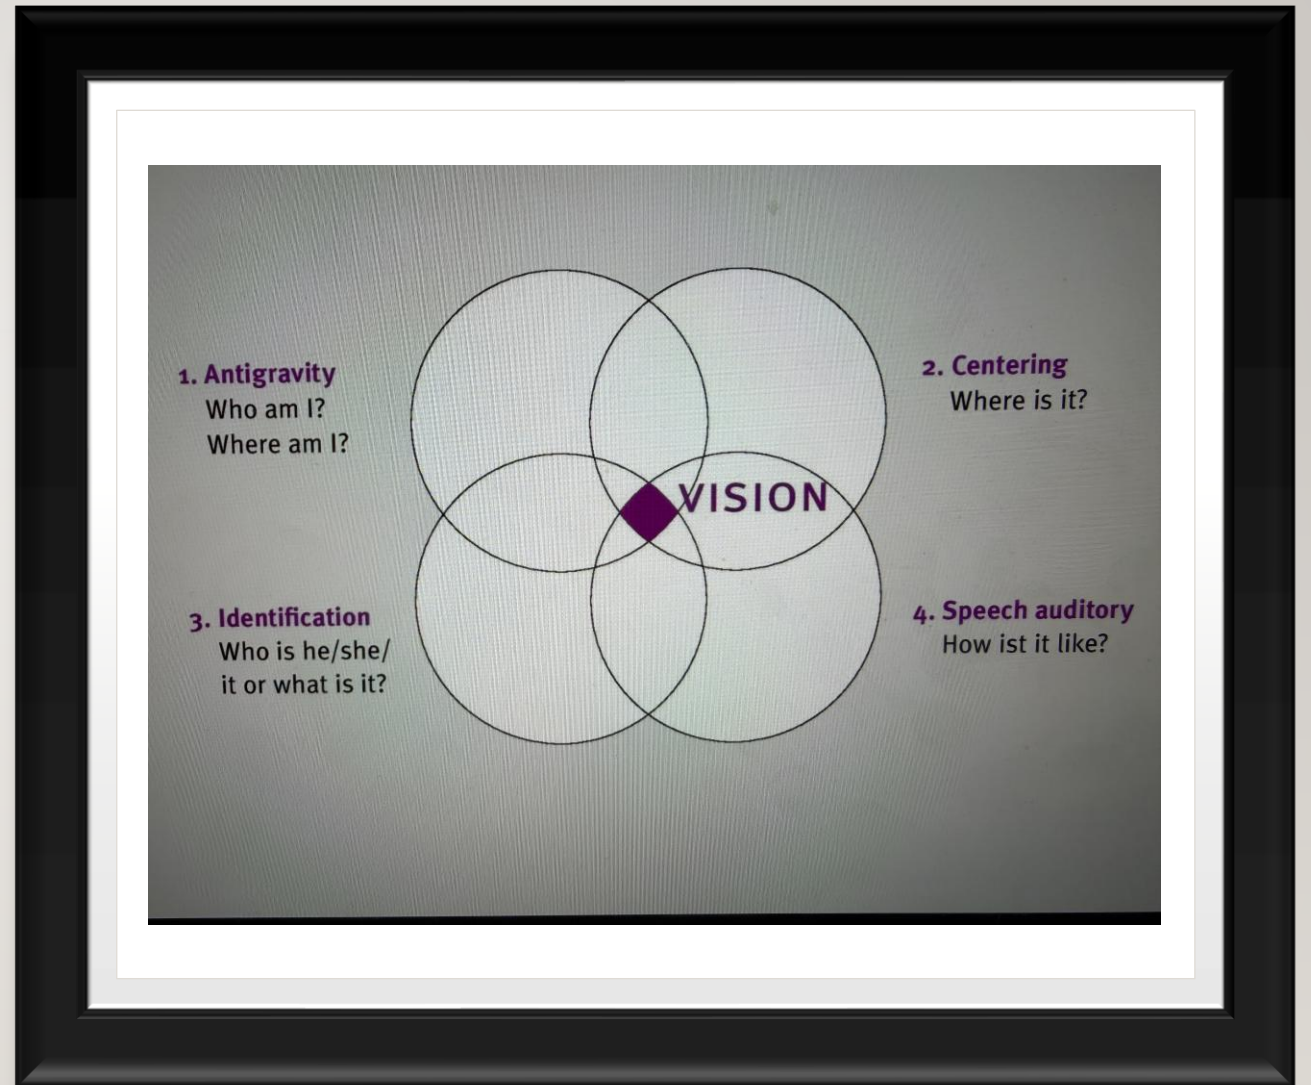 1. Antigravity
Who am I?
Where am I?
2. Centering
Where is it?
VISION
3. Identification
Who is he/she/
it or what is it?
4. Speech auditory
How ist it like?